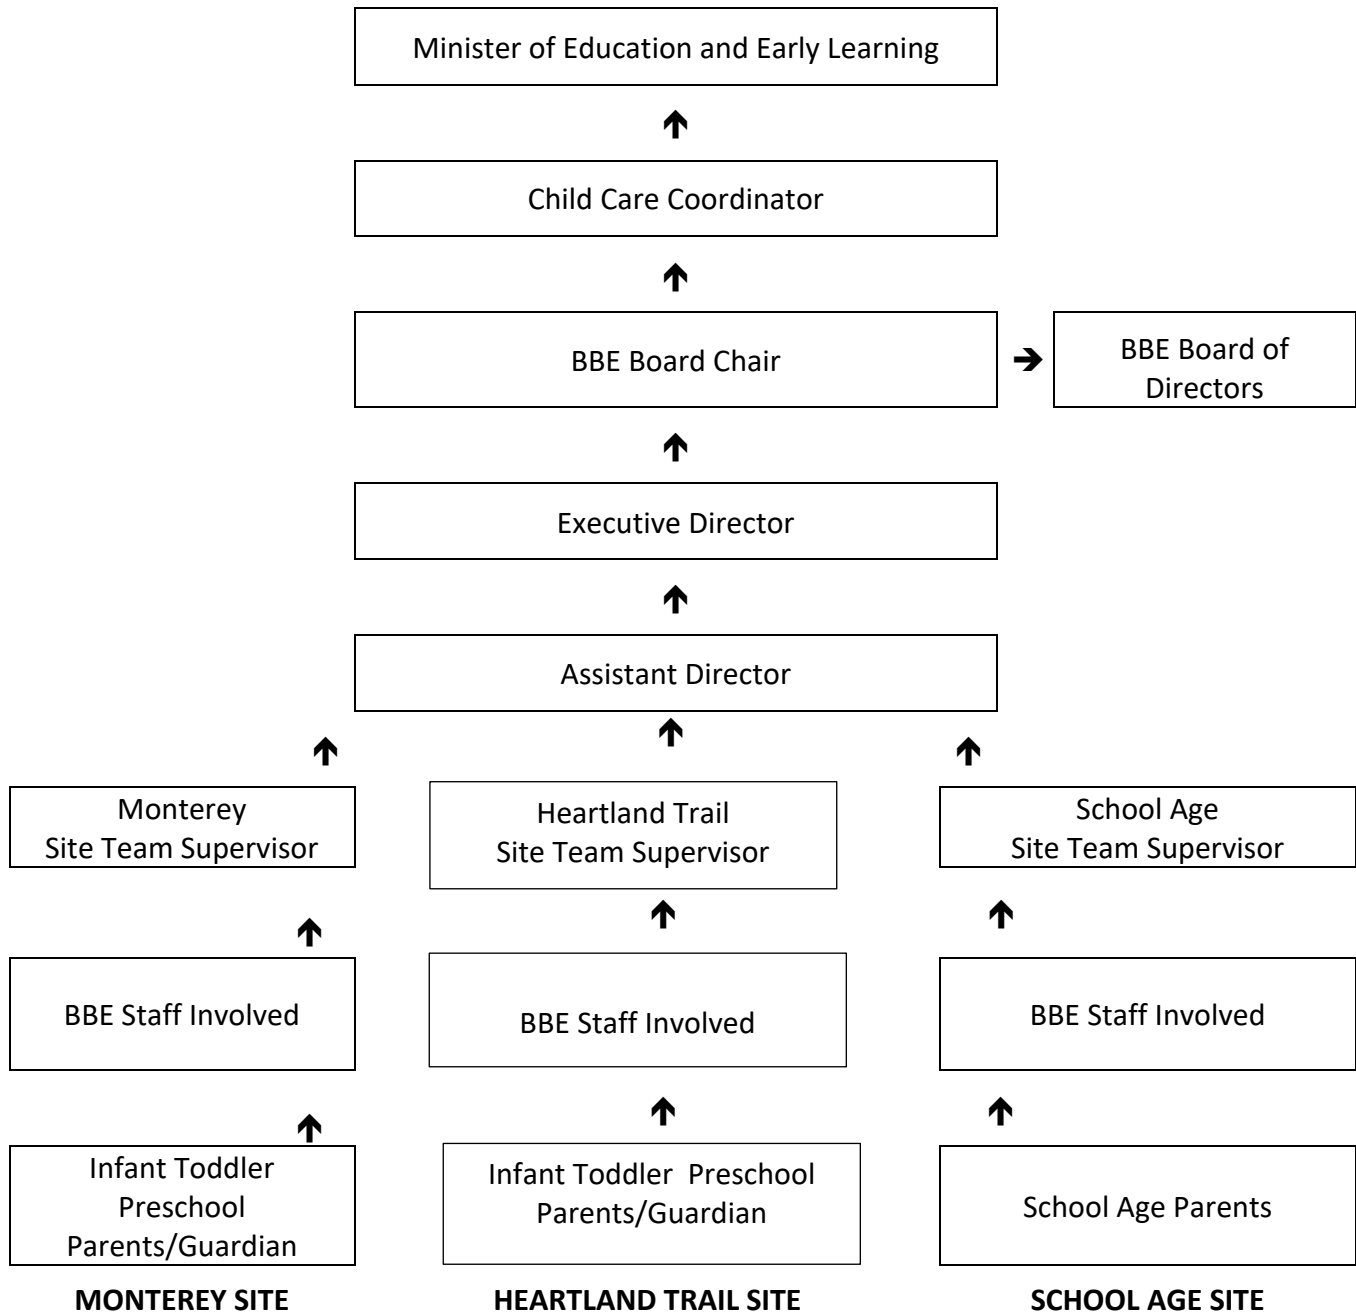 Minister of Education and Early Learning
Child Care Coordinator
BBE Board Chair
BBE Board of
Directors
Executive Director
Assistant Director
Monterey
Site Team Supervisor
Heartland Trail
Site Team Supervisor
School Age
Site Team Supervisor
BBE Staff Involved
BBE Staff Involved
BBE Staff Involved
Infant Toddler
Preschool
Parents/Guardian
Infant Toddler  Preschool
Parents/Guardian
School Age Parents
MONTEREY SITE
HEARTLAND TRAIL SITE
SCHOOL AGE SITE